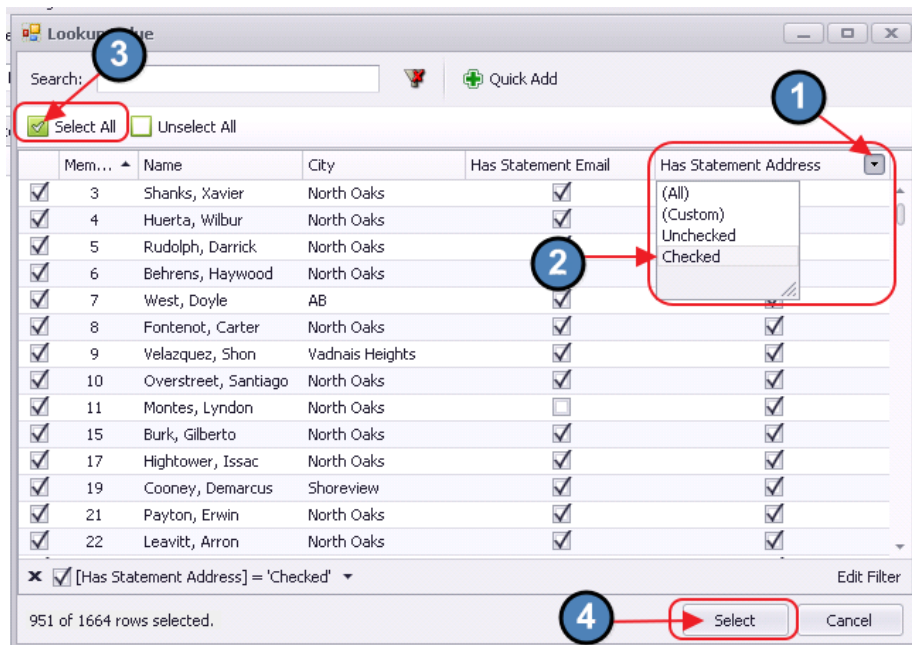 Lookup Value
3
Search:
Quick Add
1
Select All Unselect All
Mem... Name City Has Statement Email Has Statement Address
(All)
(Custom)
Unchecked
Checked
2
3 Shanks, Xavier North Oaks
4 Huerta, Wilbur North Oaks
5 Rudolph, Darrick North Oaks
6 Behrens, Haywood North Oaks
7 West, Doyle AB
8 Fontenot, Carter North Oaks
9 Velazquez, Shon Vadnais Heights
10 Overstreet, Santiago North Oaks
11 Montes, Lyndon North Oaks
15 Burk, Gilberto North Oaks
17 Hightower, Issac North Oaks
19 Cooney, Demarcus Shoreview
21 Payton, Erwin North Oaks
22 Leavitt, Arron North Oaks
[Has Statement Address] = 'Checked' Edit Filter
951 of 1664 rows selected.
4
Select Cancel